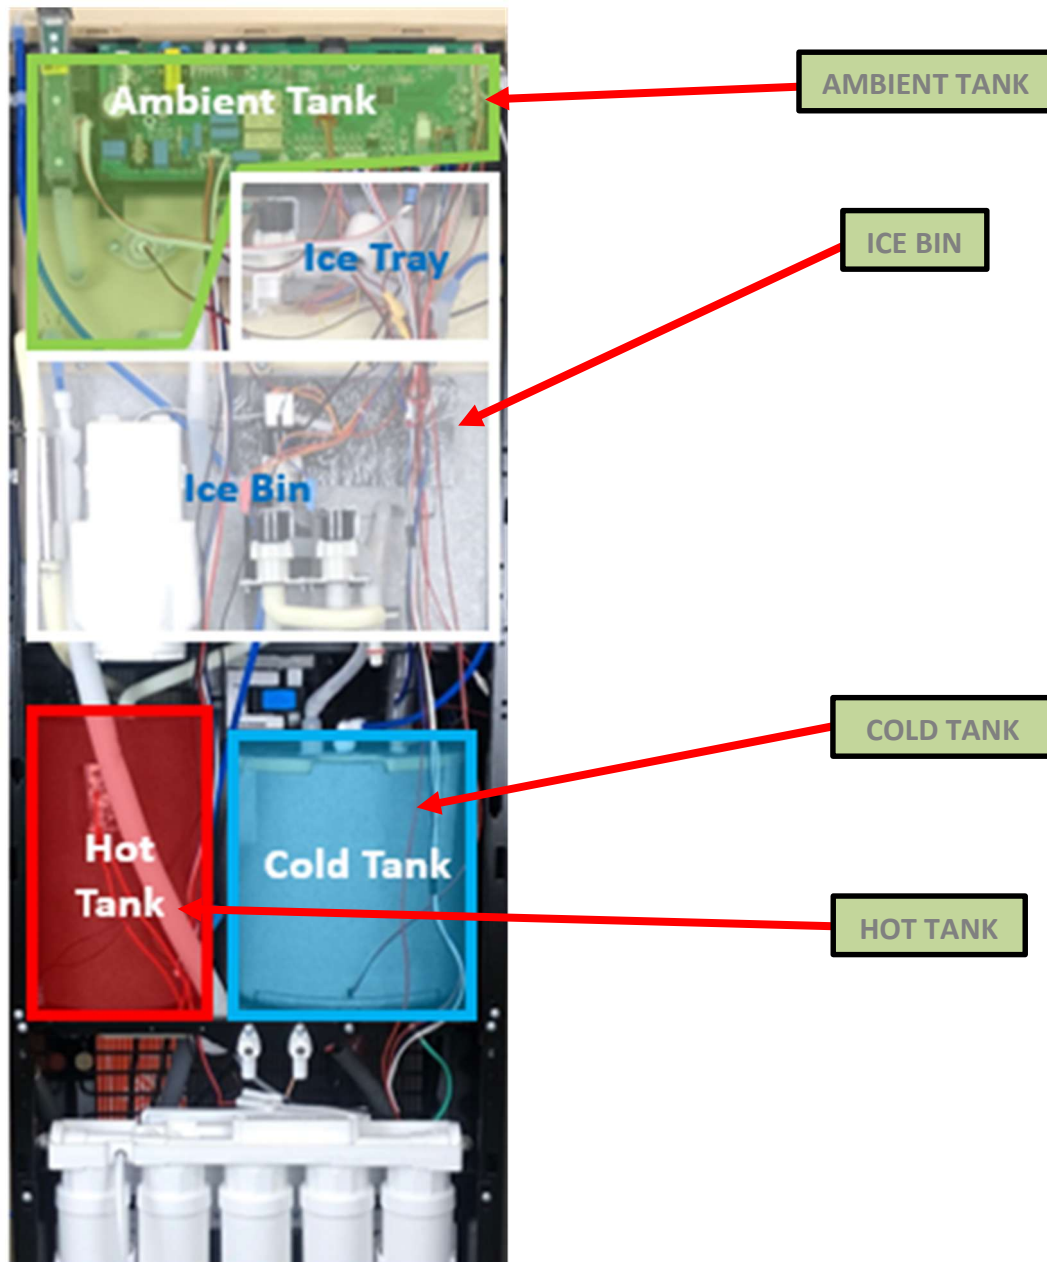 Ambient Tank
AMBIENT TANK
Ice Tray
ICE BIN
Ice Bin
COLD TANK
Hot
Tank
Cold Tank
HOT TANK